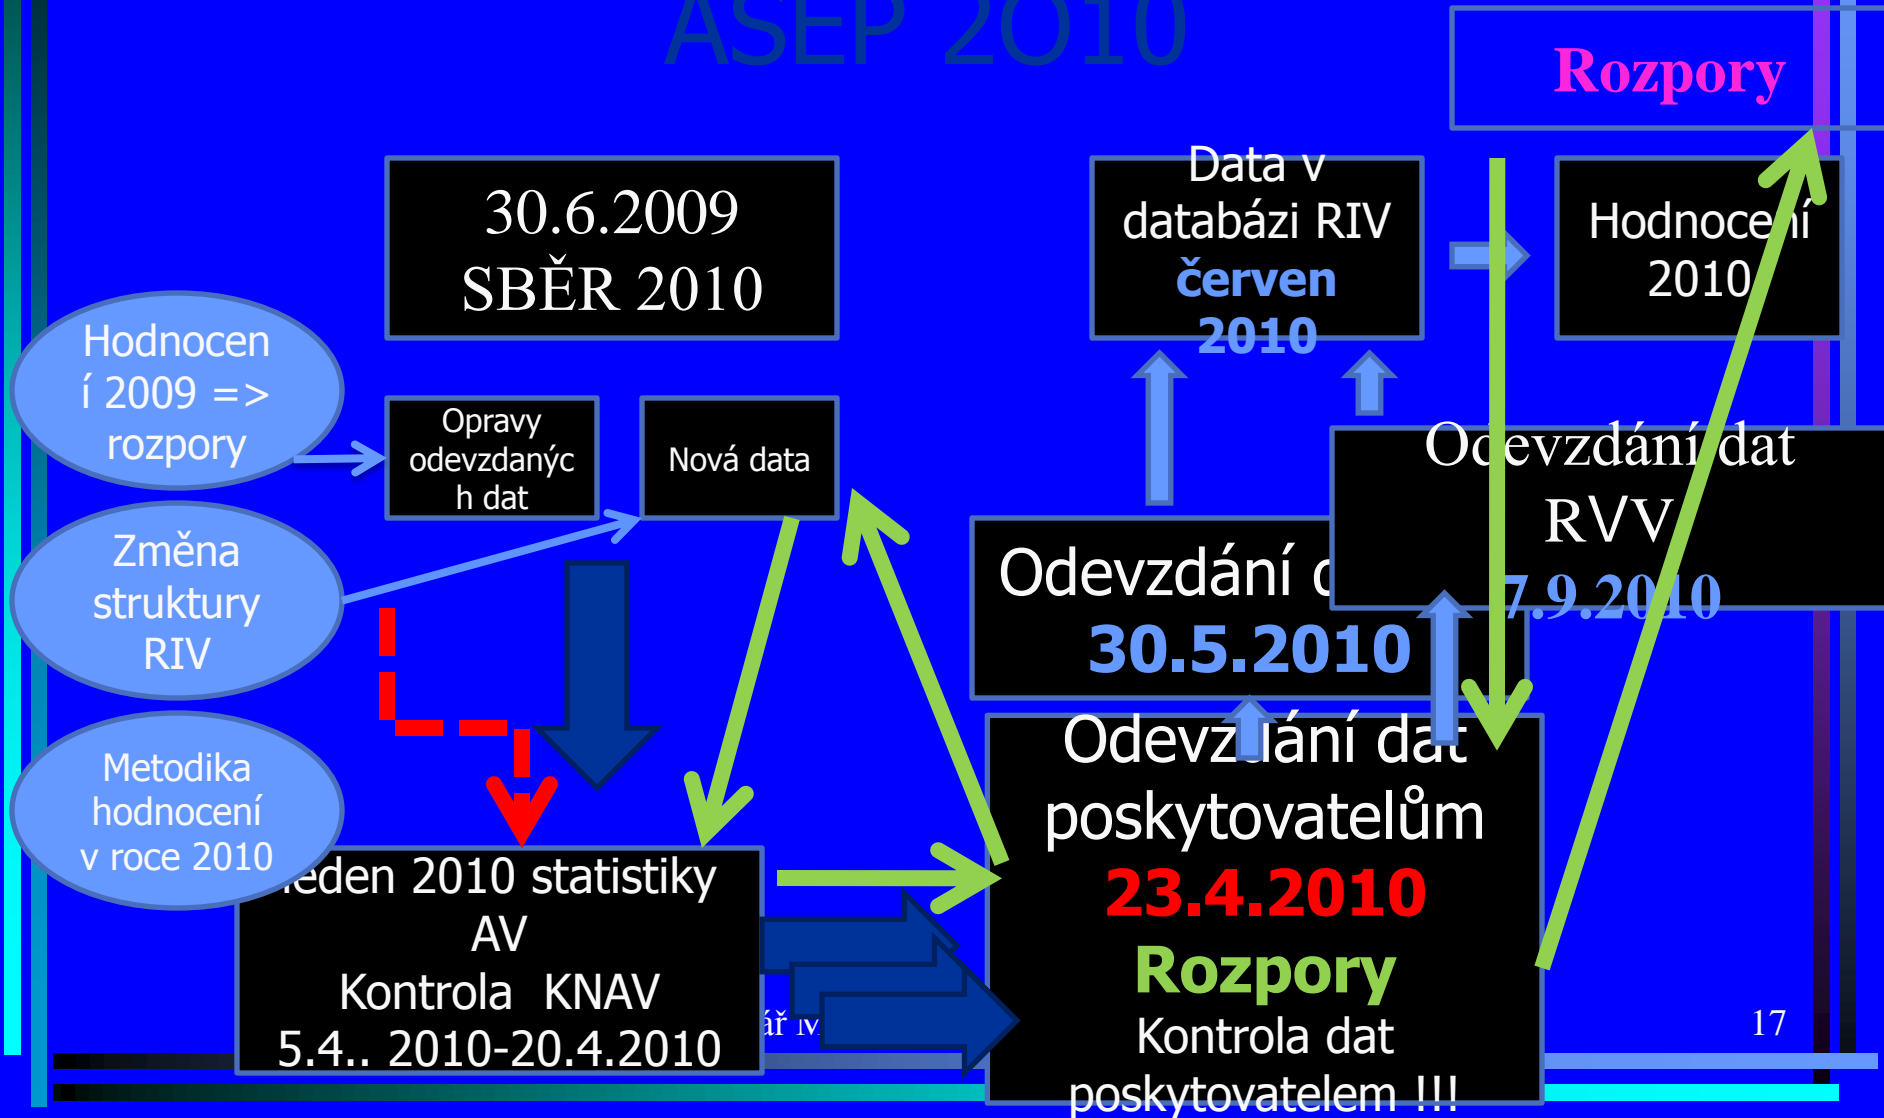 ASEP 2O10
Rozpory
30.6.2009
SBĚR 2010
Data v
databázi RIV
červen
2010
Hodnocení
2010
Hodnocen
í 2009 =>
rozpory
Opravy
odevzdanýc
h dat
Nová data
Změna
struktury
RIV
Metodika
hodnocení
v roce 2010
Odevzdání dat
RVV
7.9.2010
Odevzdání
30.5.2010
Odevzdání dat
poskytovatelům
23.4.2010
Rozpory
Kontrola dat
poskytovatelem !!!
leden 2010 statistiky
AV
Kontrola KNAV
5.4.. 2010-20.4.2010
17